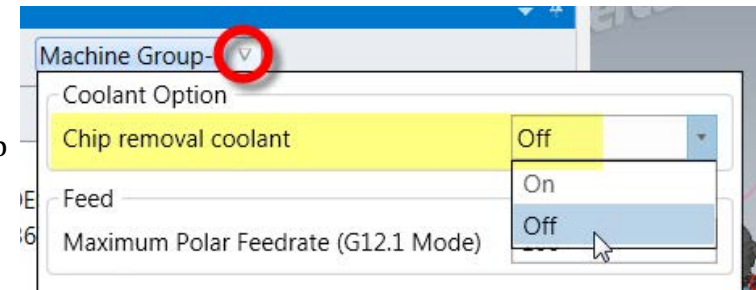 Machine Group-
Coolant Option
Chip removal coolant Off
On
Feed
Off
Maximum Polar Feedrate (G12.1 Mode)